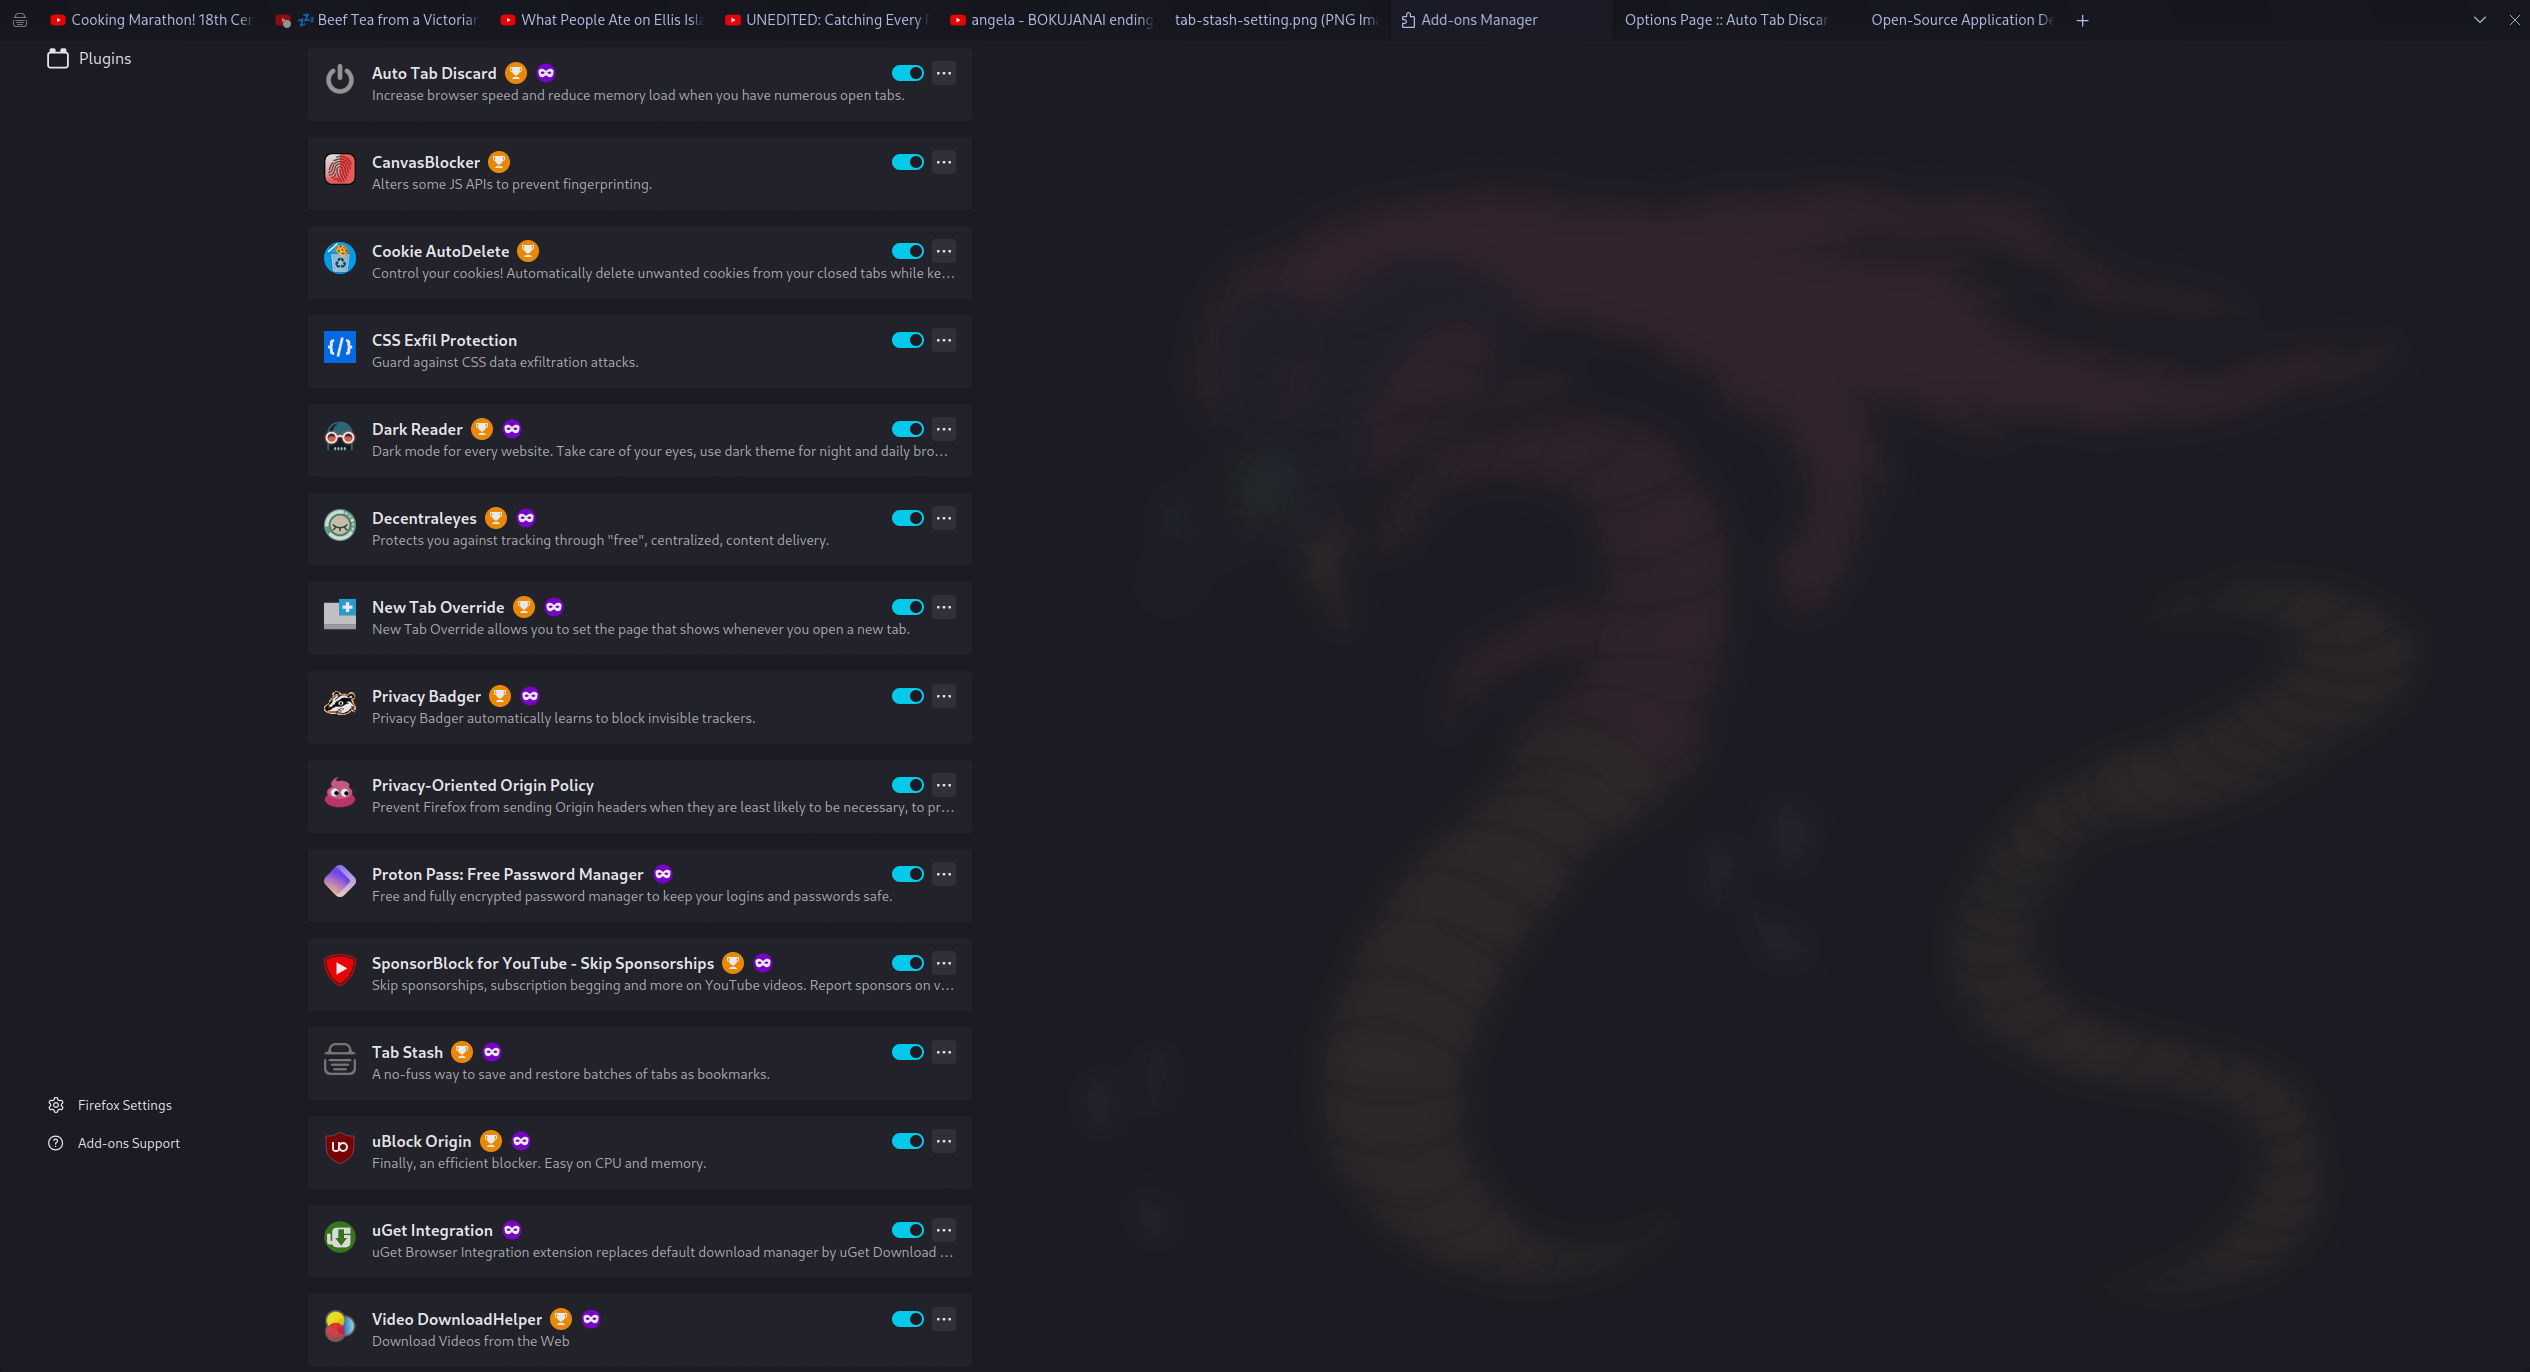 Cooking Marathon! 18th Cer
💤 Beef Tea from a Victorian
What People Ate on Ellis Isla
UNEDITED: Catching Every
angela - BOKUJANAI ending
tab-stash-setting.png (PNG Ima
Add-ons Manager
Options Page :: Auto Tab Discar
Open-Source Application De
Plugins
Auto Tab Discard
Increase browser speed and reduce memory load when you have numerous open tabs.
CanvasBlocker
Alters some JS APIs to prevent fingerprinting.
Cookie AutoDelete
Control your cookies! Automatically delete unwanted cookies from your closed tabs while ke…
CSS Exfil Protection
Guard against CSS data exfiltration attacks.
Dark Reader
Dark mode for every website. Take care of your eyes, use dark theme for night and daily bro…
Decentraleyes
Protects you against tracking through "free", centralized, content delivery.
New Tab Override
New Tab Override allows you to set the page that shows whenever you open a new tab.
Privacy Badger
Privacy Badger automatically learns to block invisible trackers.
Privacy-Oriented Origin Policy
Prevent Firefox from sending Origin headers when they are least likely to be necessary, to pr…
Proton Pass: Free Password Manager
Free and fully encrypted password manager to keep your logins and passwords safe.
SponsorBlock for YouTube - Skip Sponsorships
Skip sponsorships, subscription begging and more on YouTube videos. Report sponsors on v…
Tab Stash
A no-fuss way to save and restore batches of tabs as bookmarks.
Firefox Settings
Add-ons Support
uBlock Origin
Finally, an efficient blocker. Easy on CPU and memory.
uGet Integration
uGet Browser Integration extension replaces default download manager by uGet Download …
Video DownloadHelper
Download Videos from the Web